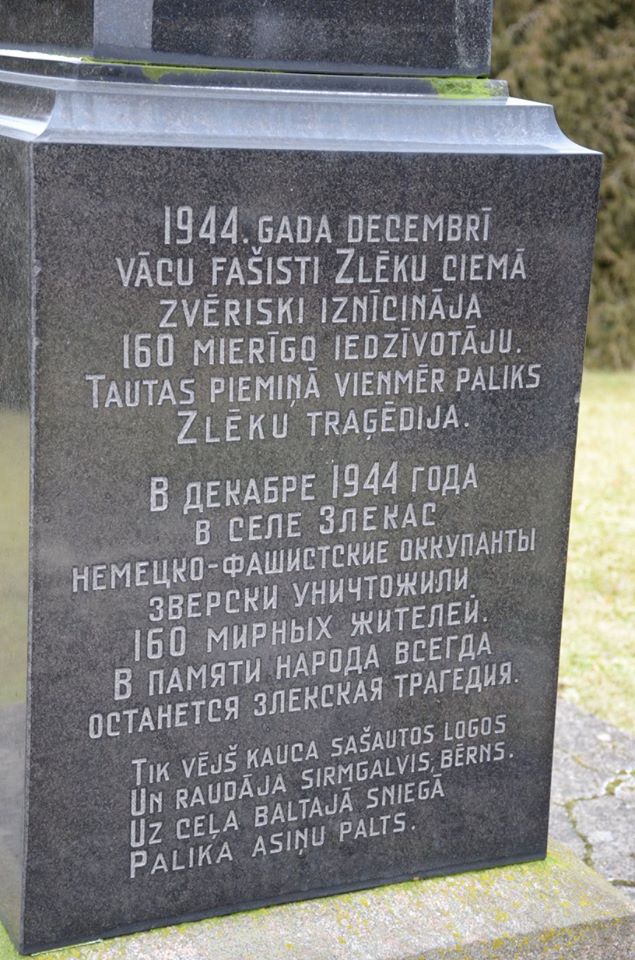 1944. GADA DECEMBRĪ
VĀCU FAŠISTI ZLĒKU CIEMĀ
ZVĒRISKI IZNĪCINĀJA
160 MIERĪGO IEDZĪVOTĀJU.
TAUTAS PIEMIŅĀ VIENMĒR PALIKS
ZLĒKU TRAĢĒDIJA.
В ДЕКАБРЕ 1944 ГОДА
В СЕЛЕ ЗЛЕКАС
НЕМЕЦКО-ФАШИСТСКИЕ ОККУПАНТЫ
ЗВЕРСКИ УНИЧТОЖИЛИ
160 МИРНЫХ ЖИТЕЛЕЙ.
В ПАМЯТИ НАРОДА ВСЕГДА
ОСТАНЕТСЯ ЗЛЕКСКАЯ ТРАГЕДИЯ.
TIK VĒJŠ KAUCA SAŠAUTOS LOGOS
UN RAUDĀJA SIRMGALVIS, BĒRNS.
UZ CEĻA BALTAJĀ SNIEGĀ
PALIKA ASIŅU PALTS.